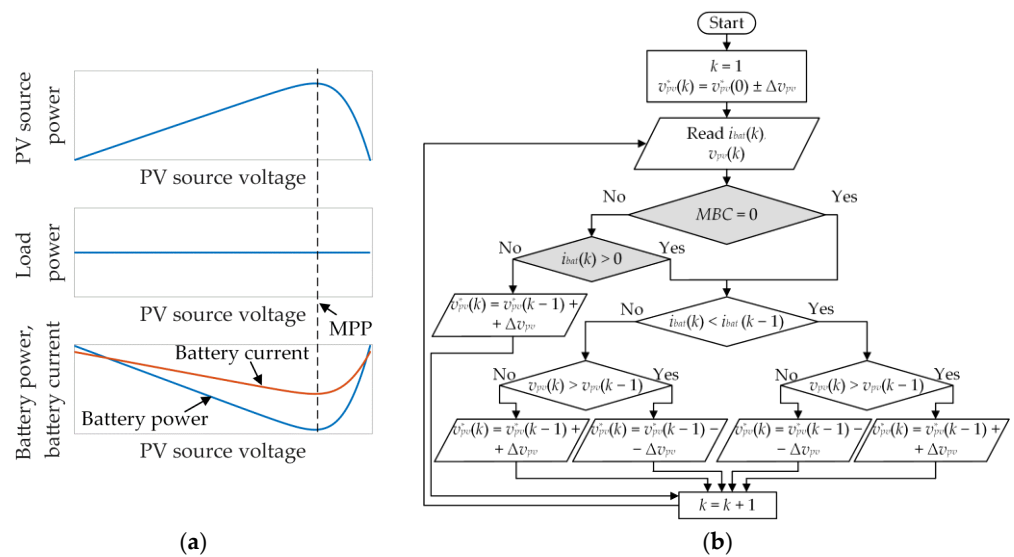 PV source
power
PV source voltage
Load
power
PV source voltage
MPP
Battery power,
battery current
Battery current
Battery power
PV source voltage
(a)
Start
k = 1
v*pv(k) = v*pv(0) ± Δvpv
Read ibat(k),
vpv(k)
No
Yes
MBC = 0
No
Yes
ibat(k) > 0
v*pv(k) = v*pv(k − 1) +
+ Δvpv
No
Yes
ibat(k) < ibat (k − 1)
No
Yes
vpv(k) > vpv(k − 1)
No
Yes
vpv(k) > vpv(k − 1)
v*pv(k) = v*pv(k − 1) +
+ Δvpv
v*pv(k) = v*pv(k − 1) −
− Δvpv
v*pv(k) = v*pv(k − 1) −
− Δvpv
v*pv(k) = v*pv(k − 1) +
+ Δvpv
k = k + 1
(b)